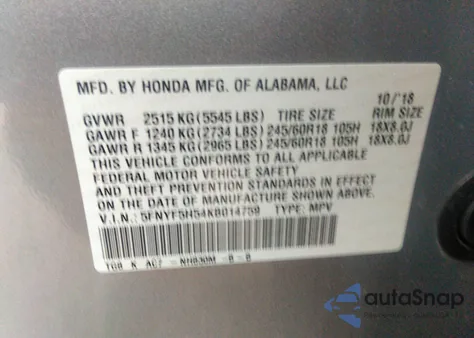 MFD. BY HONDA MFG. OF ALABAMA, LLC
10/'18
GVWR 2515 KG(5545 LBS) TIRE SIZE RIM SIZE
GAWR F 1240 KG(2734 LBS)245/60R18 105H 18X8.0J
GAWR R 1345 KG(2965 LBS)245/60R18 105H 18X8.0J
THIS VEHICLE CONFORMS TO ALL APPLICABLE
FEDERAL MOTOR VEHICLE SAFETY
AND THEFT PREVENTION STANDARDS IN EFFECT
ON THE DATE OF MANUFACTURE SHOWN ABOVE.
V.I.N.: 5FNYF5H54KB014759 TYPE: MPV
TG8 K AC7 - NH830M -B -B
autoSnap